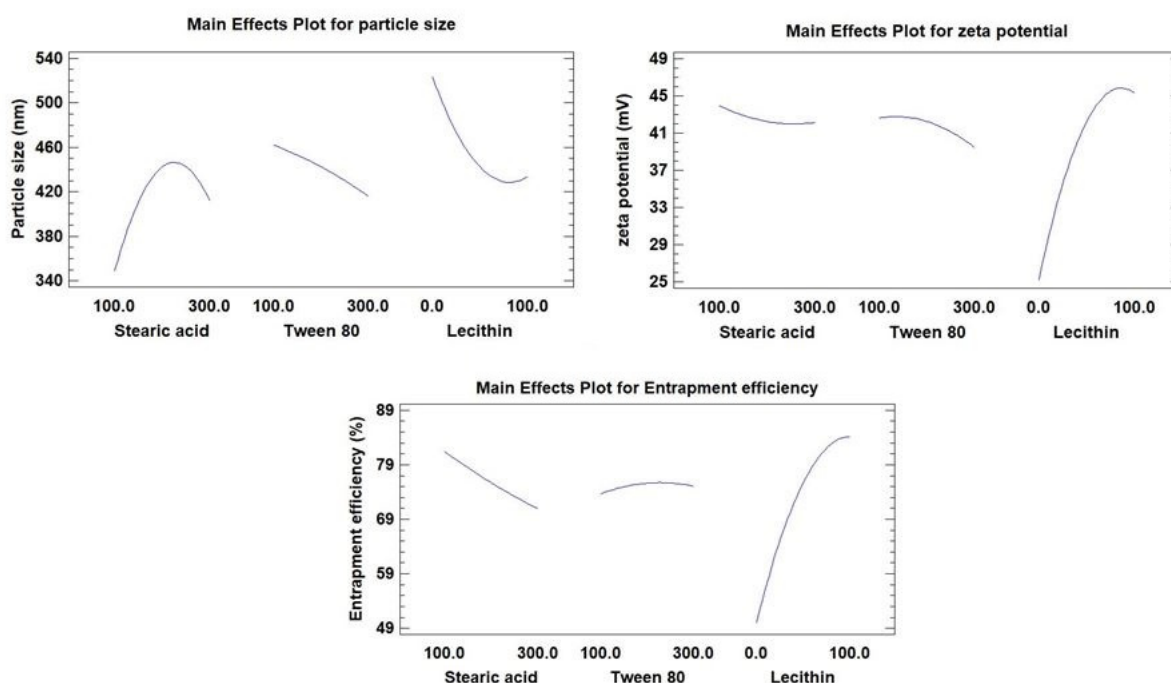 Main Effects Plot for particle size
Particle size (nm)
540
500
460
420
380
340
100.0 300.0 100.0 300.0 0.0 100.0
Stearic acid Tween 80 Lecithin
Main Effects Plot for zeta potential
zeta potential (mV)
49
45
41
37
33
29
25
100.0 300.0 100.0 300.0 0.0 100.0
Stearic acid Tween 80 Lecithin
Main Effects Plot for Entrapment efficiency
Entrapment efficiency (%)
89
79
69
59
49
100.0 300.0 100.0 300.0 0.0 100.0
Stearic acid Tween 80 Lecithin